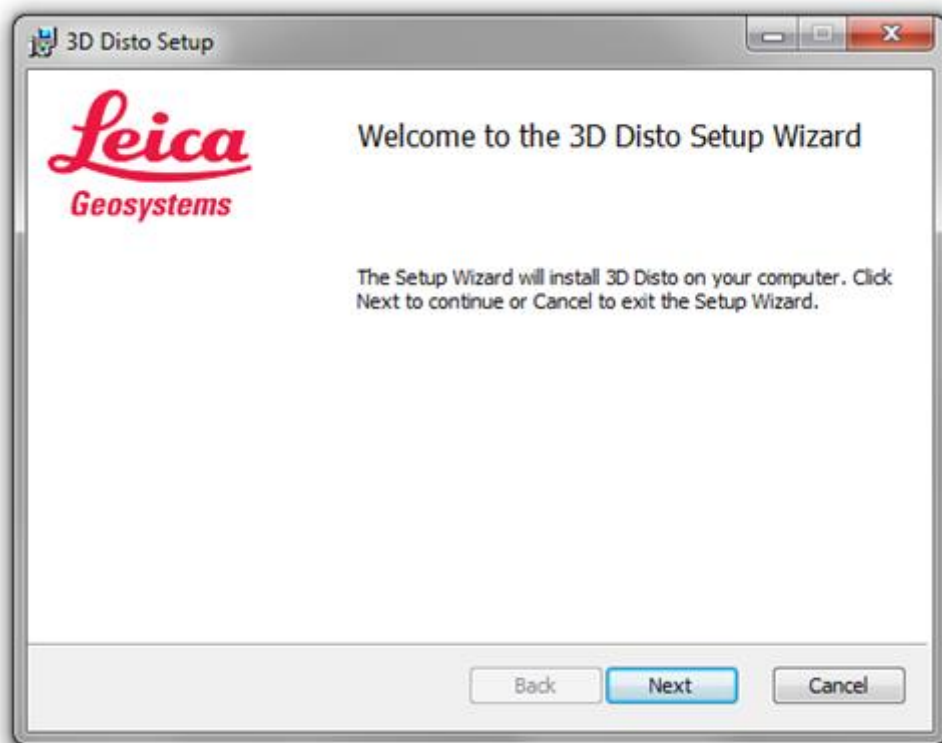 3D Disto Setup
Leica
Geosystems
Welcome to the 3D Disto Setup Wizard
The Setup Wizard will install 3D Disto on your computer. Click
Next to continue or Cancel to exit the Setup Wizard.
Back Next Cancel